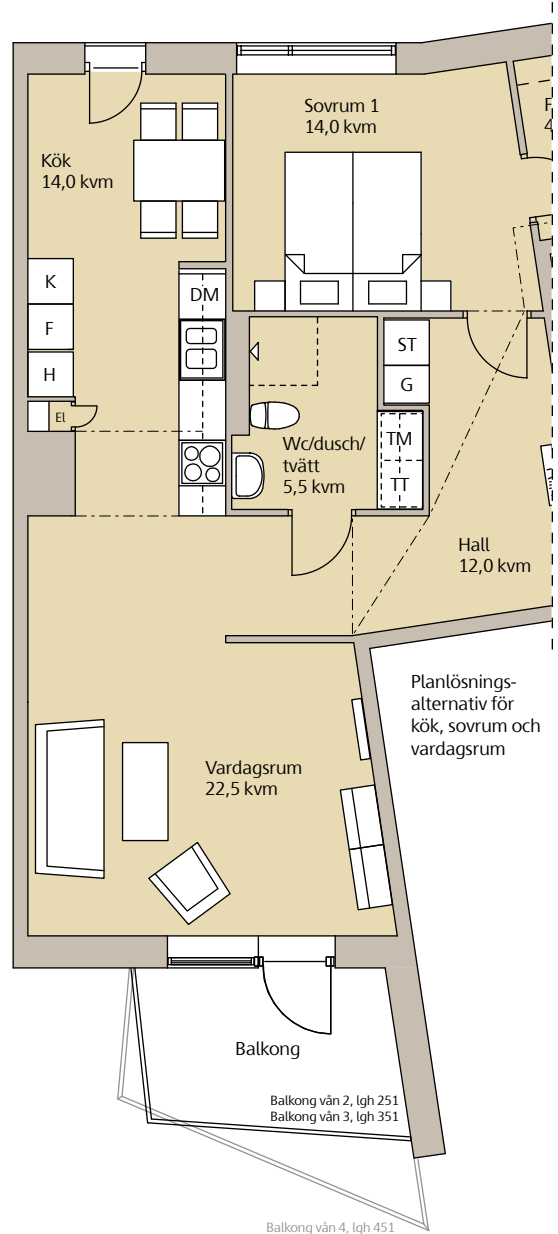 Sovrum 1
14,0 kvm
F
4
Kök
14,0 kvm
K
F
H
El
DM
ST
G
TM
TT
Wc/dusch/
tvätt
5,5 kvm
Hall
12,0 kvm
Planlösnings-
alternativ för
kök, sovrum och
vardagsrum
Vardagsrum
22,5 kvm
Balkong
Balkong vån 2, lgh 251
Balkong vån 3, lgh 351
Balkong vån 4, lgh 451